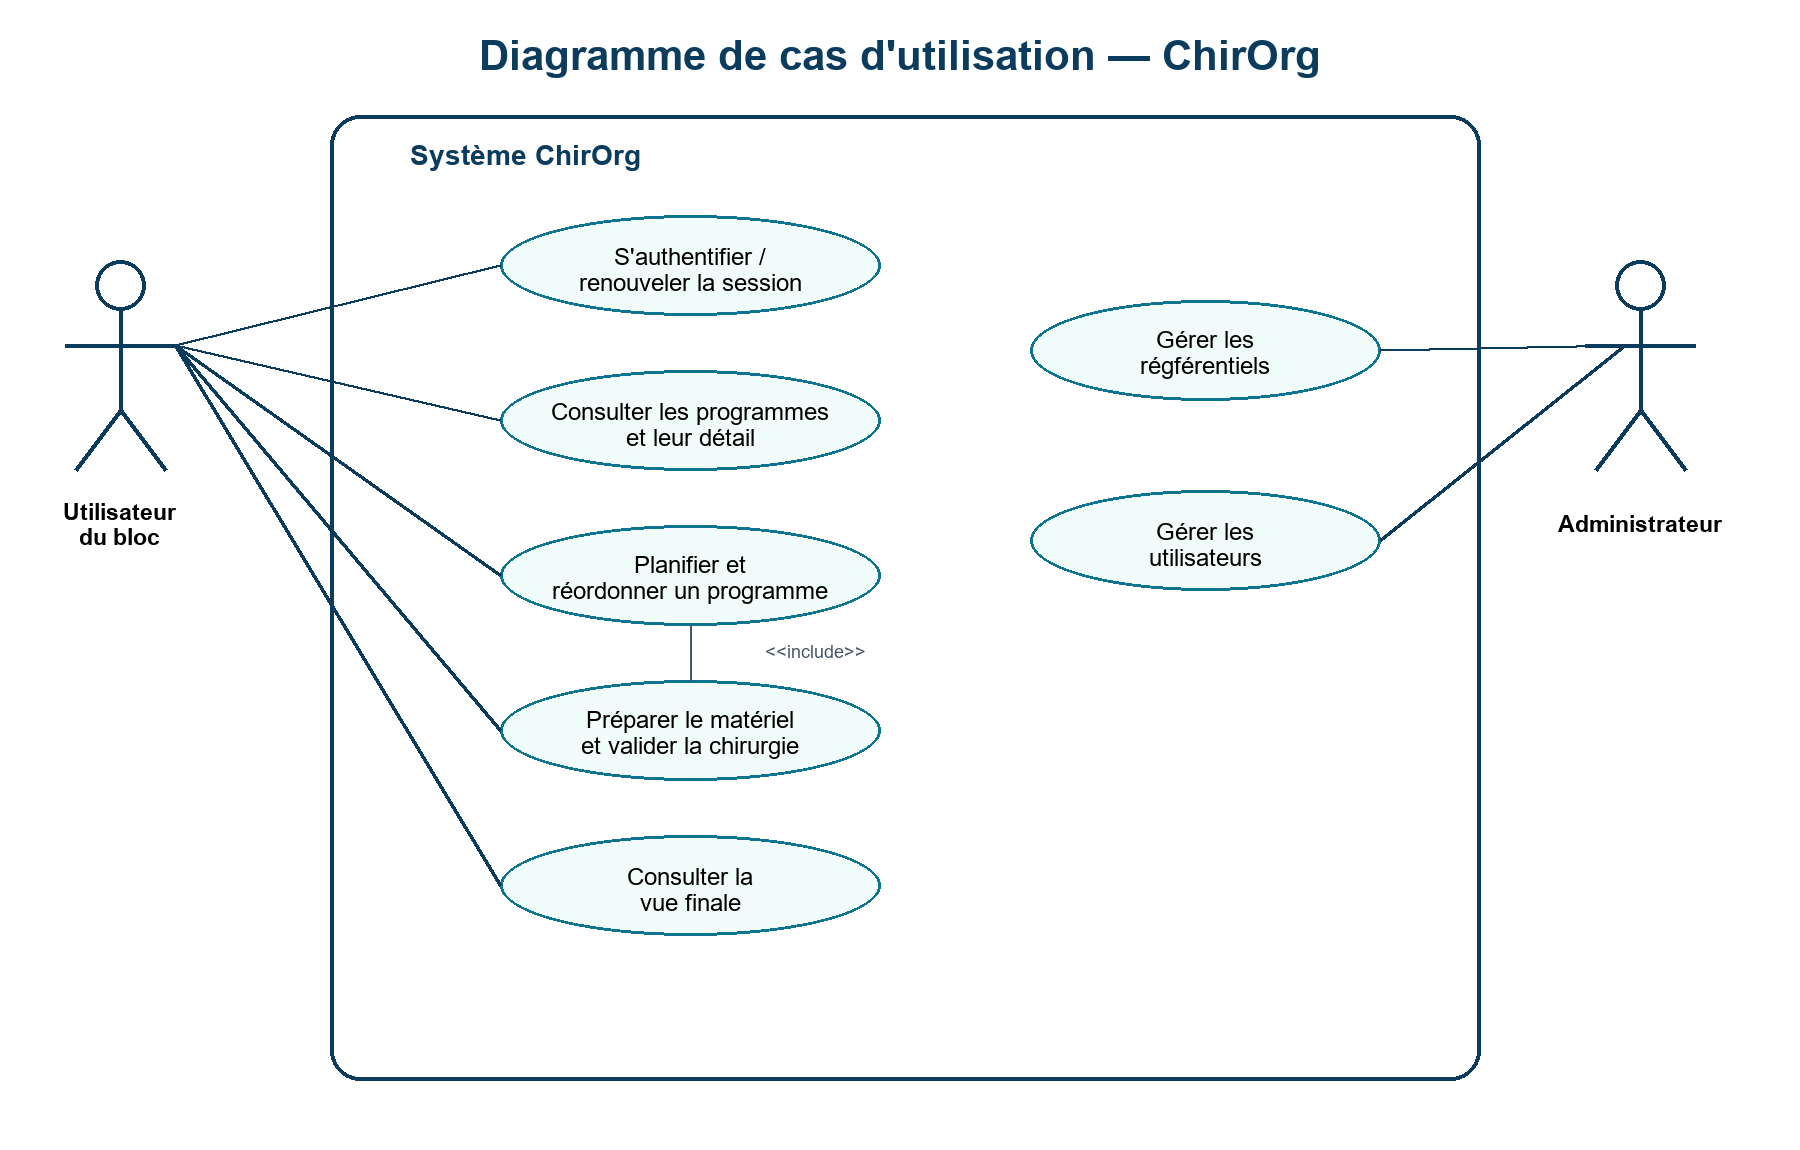 Diagramme de cas d'utilisation — ChirOrg
Système ChirOrg
S'authentifier /
renouveler la session
Consulter les programmes
et leur détail
Planifier et
réordonner un programme
<<include>>
Préparer le matériel
et valider la chirurgie
Consulter la
vue finale
Gérer les
régférentiels
Gérer les
utilisateurs
Utilisateur
du bloc
Administrateur